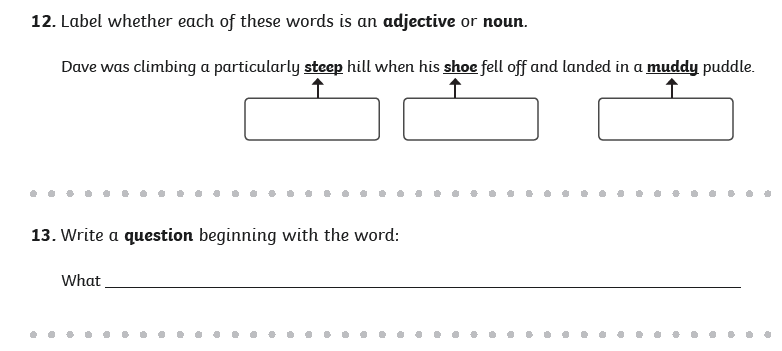 12. Label whether each of these words is an adjective or noun.
Dave was climbing a particularly steep hill when his shoe fell off and landed in a muddy puddle.
13. Write a question beginning with the word:
What